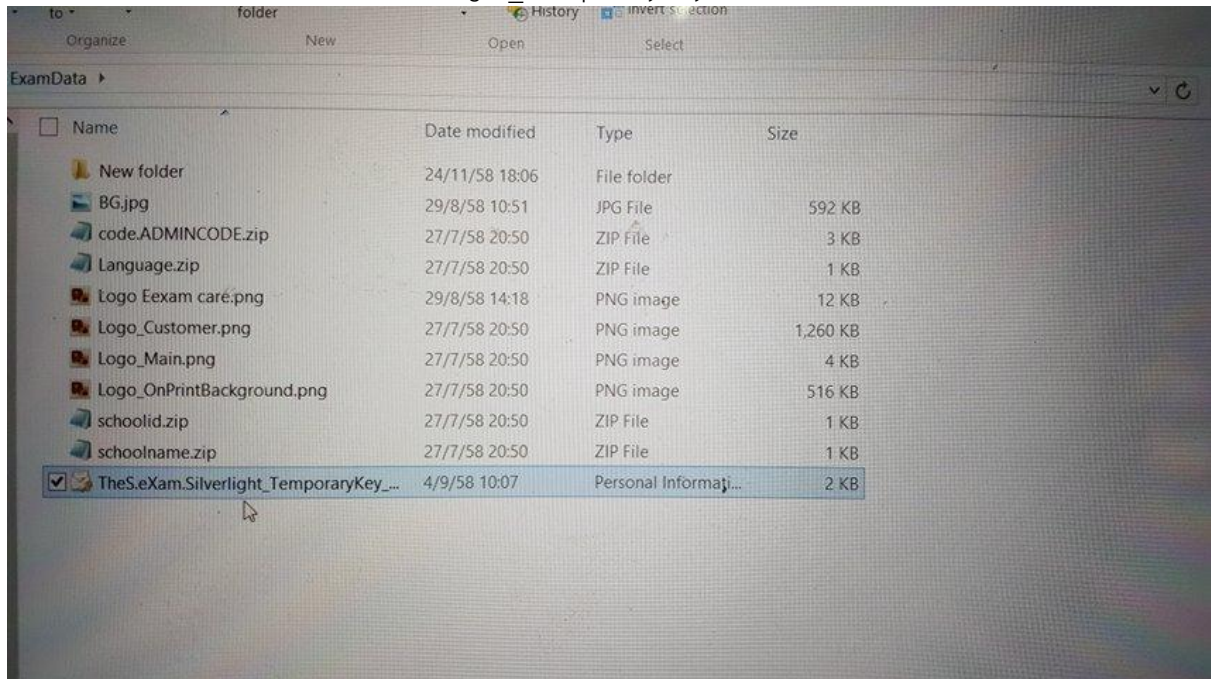 to folder History Invert selection
Organize New Open Select
ExamData
Name Date modified Type Size
New folder 24/11/58 18:06 File folder
BG.jpg 29/8/58 10:51 JPG File 592 KB
code.ADMINCODE.zip 27/7/58 20:50 ZIP File 3 KB
Language.zip 27/7/58 20:50 ZIP File 1 KB
Logo Eexam care.png 29/8/58 14:18 PNG image 12 KB
Logo_Customer.png 27/7/58 20:50 PNG image 1,260 KB
Logo_Main.png 27/7/58 20:50 PNG image 4 KB
Logo_OnPrintBackground.png 27/7/58 20:50 PNG image 516 KB
schoolid.zip 27/7/58 20:50 ZIP File 1 KB
schoolname.zip 27/7/58 20:50 ZIP File 1 KB
TheS.eXam.Silverlight_TemporaryKey_... 4/9/58 10:07 Personal Informati... 2 KB